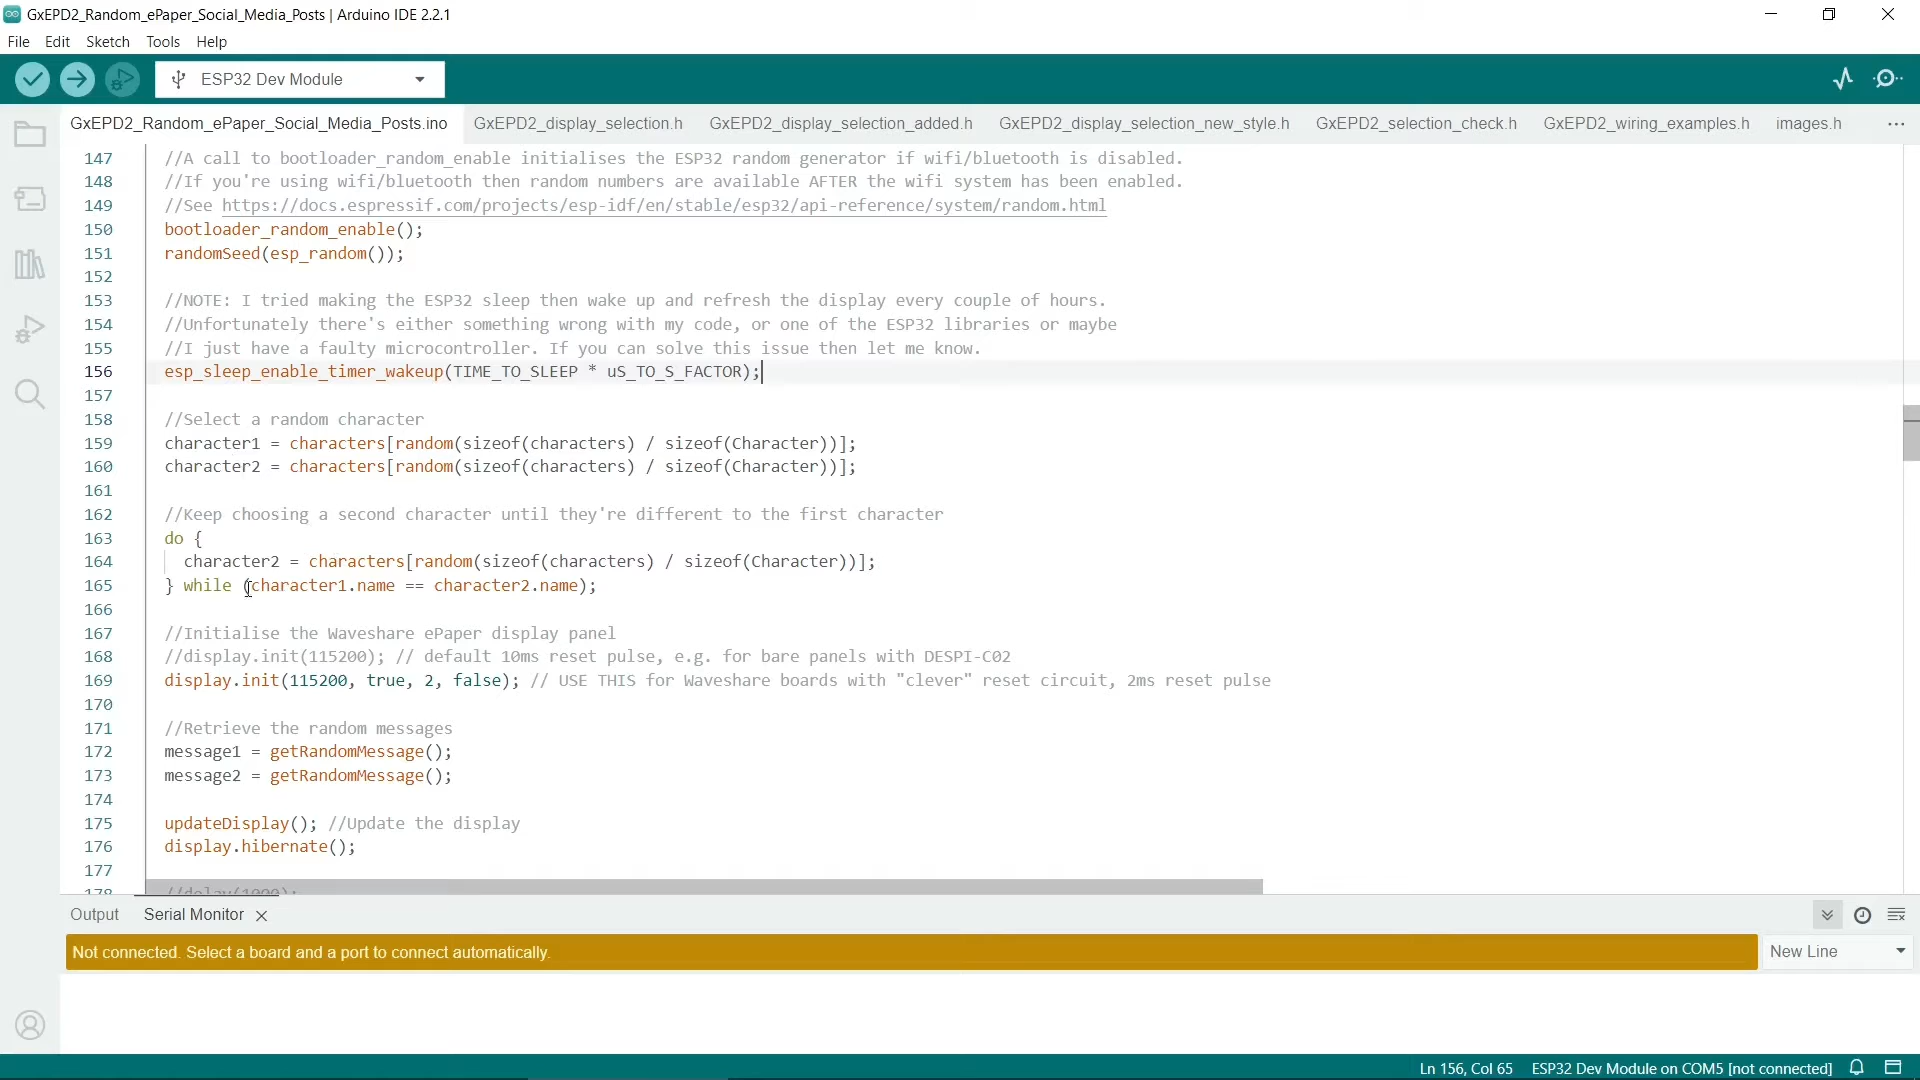 GxEPD2_Random_ePaper_Social_Media_Posts | Arduino IDE 2.2.1
File Edit Sketch Tools Help
ESP32 Dev Module
GxEPD2_Random_ePaper_Social_Media_Posts.ino GxEPD2_display_selection.h GxEPD2_display_selection_added.h GxEPD2_display_selection_new_style.h GxEPD2_selection_check.h GxEPD2_wiring_examples.h images.h
147 //A call to bootloader_random_enable initialises the ESP32 random generator if wifi/bluetooth is disabled.
148 //If you're using wifi/bluetooth then random numbers are available AFTER the wifi system has been enabled.
149 //See https://docs.espressif.com/projects/esp-idf/en/stable/esp32/api-reference/system/random.html
150 bootloader_random_enable();
151 randomSeed(esp_random());
152
153 //NOTE: I tried making the ESP32 sleep then wake up and refresh the display every couple of hours.
154 //Unfortunately there's either something wrong with my code, or one of the ESP32 libraries or maybe
155 //I just have a faulty microcontroller. If you can solve this issue then let me know.
156 esp_sleep_enable_timer_wakeup(TIME_TO_SLEEP * uS_TO_S_FACTOR);
157
158 //Select a random character
159 character1 = characters[random(sizeof(characters) / sizeof(Character))];
160 character2 = characters[random(sizeof(characters) / sizeof(Character))];
161
162 //Keep choosing a second character until they're different to the first character
163 do {
164 character2 = characters[random(sizeof(characters) / sizeof(Character))];
165 } while (character1.name == character2.name);
166
167 //Initialise the Waveshare ePaper display panel
168 //display.init(115200); // default 10ms reset pulse, e.g. for bare panels with DESPI-C02
169 display.init(115200, true, 2, false); // USE THIS for Waveshare boards with "clever" reset circuit, 2ms reset pulse
170
171 //Retrieve the random messages
172 message1 = getRandomMessage();
173 message2 = getRandomMessage();
174
175 updateDisplay(); //Update the display
176 display.hibernate();
177
178 //delay(1000);
Output Serial Monitor
Not connected. Select a board and a port to connect automatically.
New Line
Ln 156, Col 65 ESP32 Dev Module on COM5 [not connected]